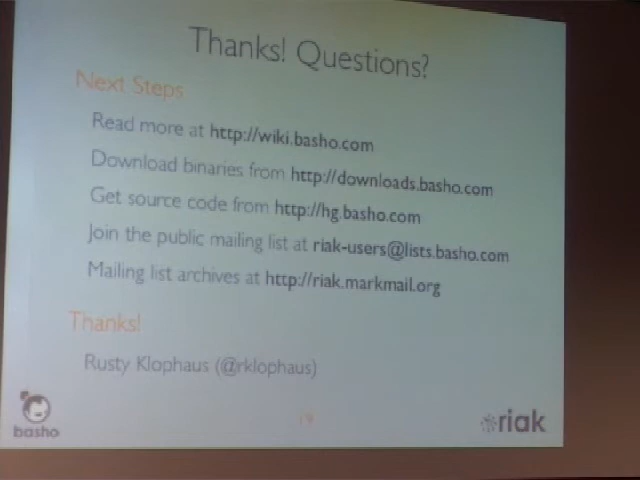 Thanks! Questions?
Next Steps
Read more at http://wiki.basho.com
Download binaries from http://downloads.basho.com
Get source code from http://hg.basho.com
Join the public mailing list at riak-users@lists.basho.com
Mailing list archives at http://riak.markmail.org
Thanks!
Rusty Klophaus (@rklophaus)
basho
19
riak